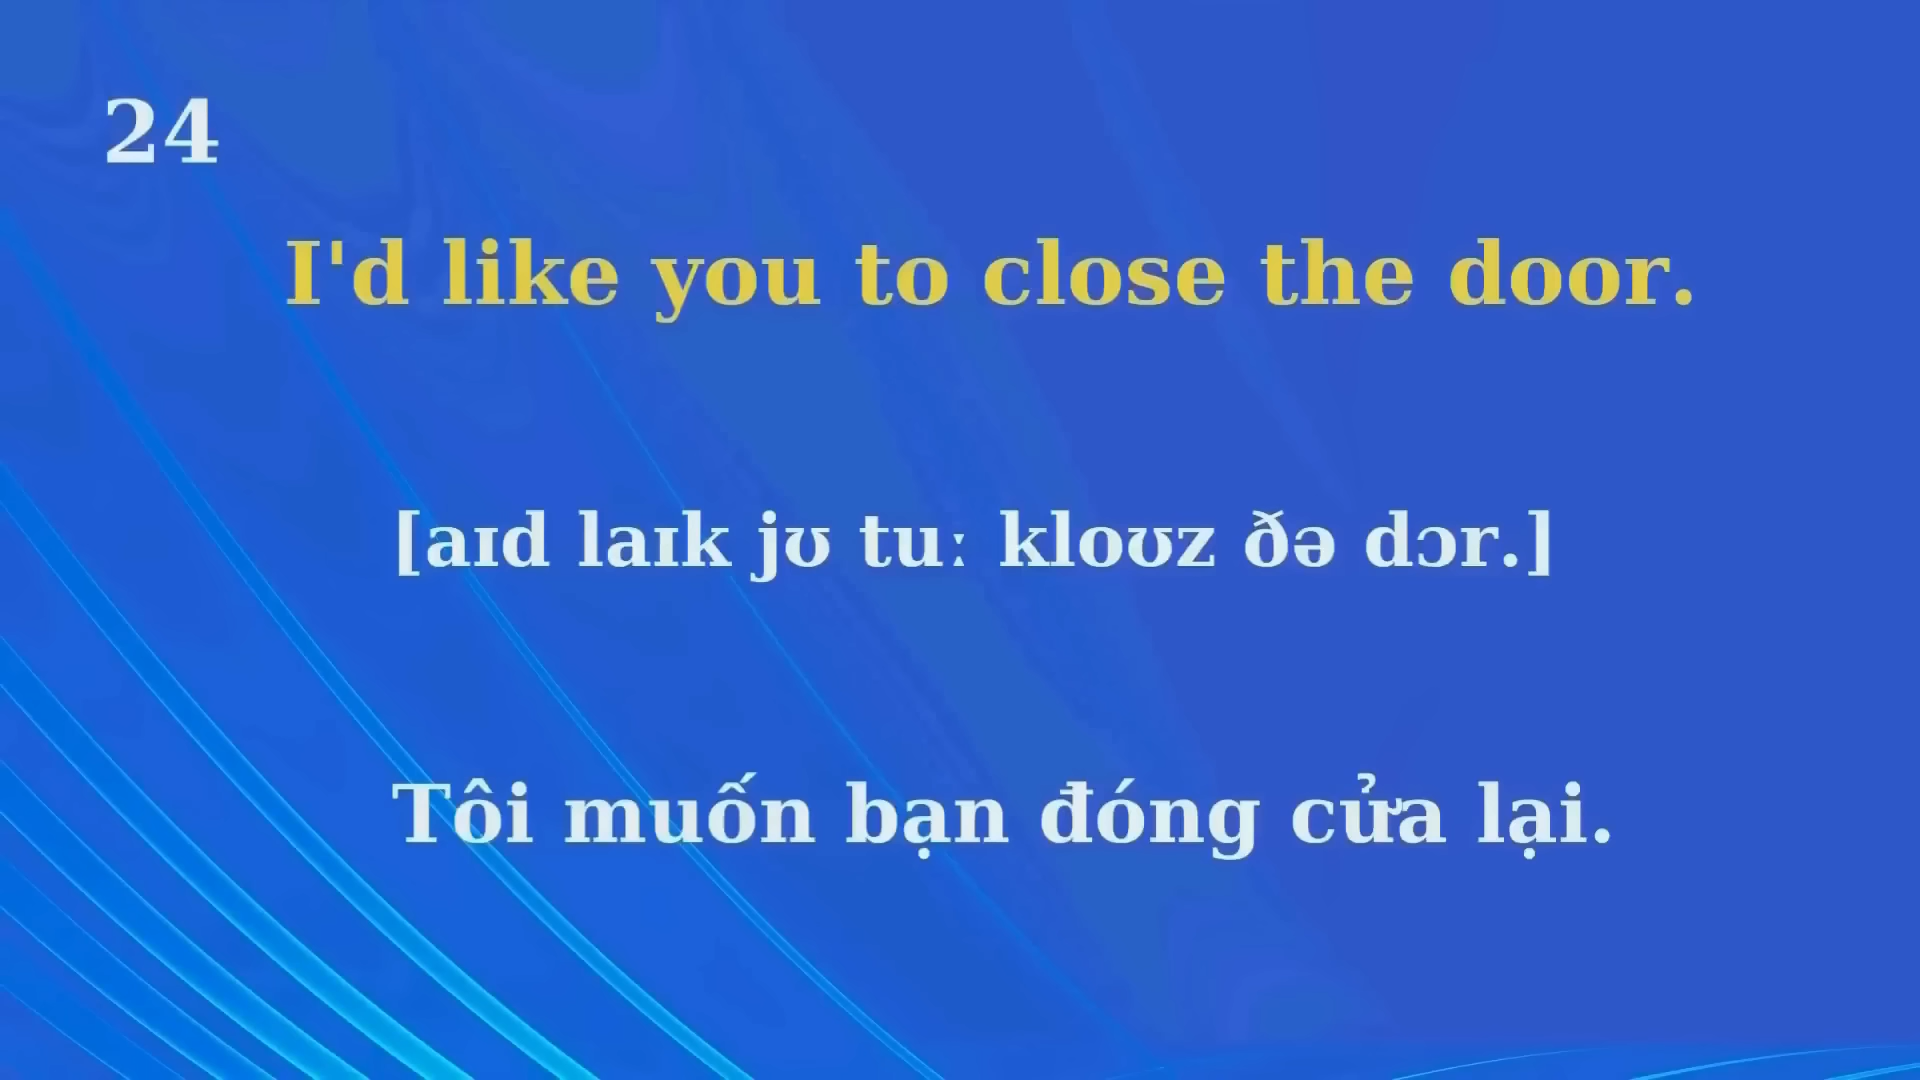 24
I'd like you to close the door.
[aɪd laɪk jʊ tuː kloʊz ðə dɔr.]
Tôi muốn bạn đóng cửa lại.